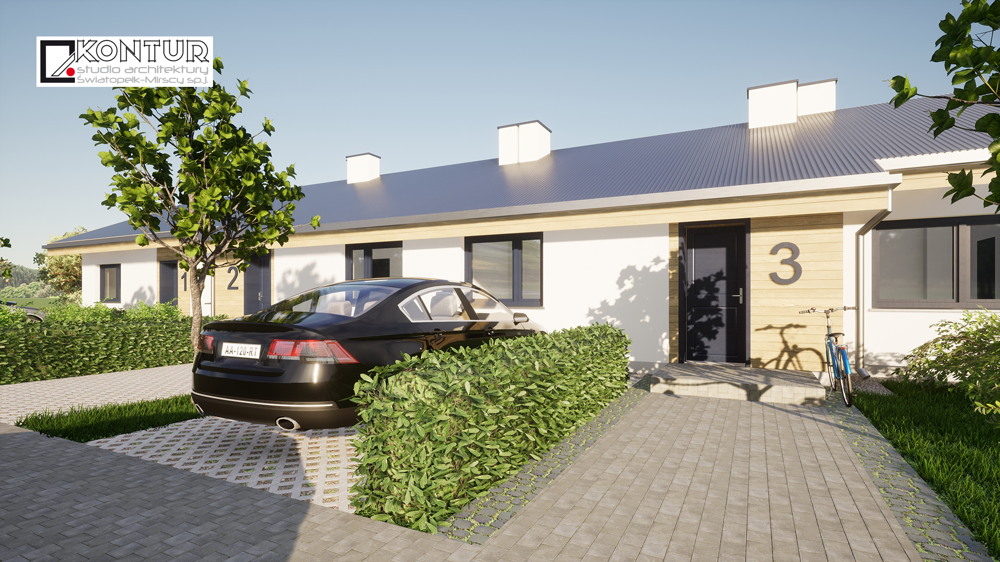 KONTUR
studio architektury
Światopełk-Mirscy sp.j.
1
2
3
AA-120-RT